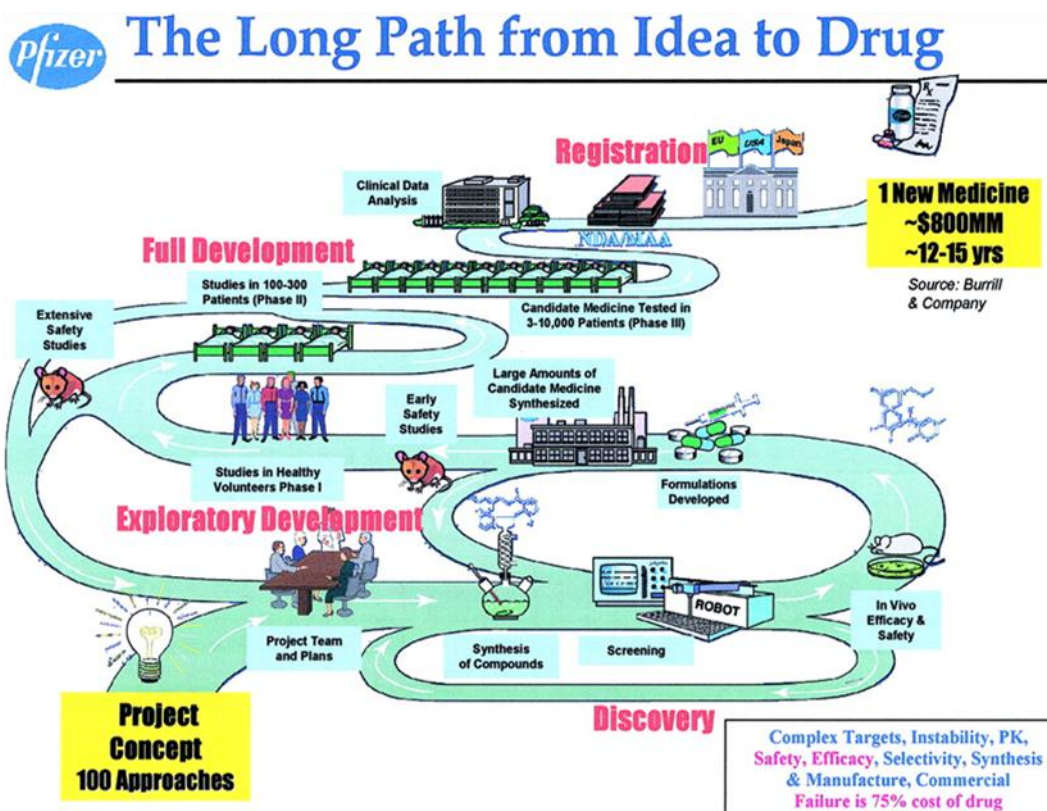 Pfizer
The Long Path from Idea to Drug
Registration
EU
USA
Japan
Clinical Data
Analysis
NDA/MAA
1 New Medicine
~$800MM
~12-15 yrs
Source: Burrill
& Company
Full Development
Studies in 100-300
Patients (Phase II)
Candidate Medicine Tested in
3-10,000 Patients (Phase III)
Extensive
Safety
Studies
Large Amounts of
Candidate Medicine
Synthesized
Early
Safety
Studies
Studies in Healthy
Volunteers Phase I
Formulations
Developed
Exploratory Development
ROBOT
In Vivo
Efficacy &
Safety
Project Team
and Plans
Synthesis
of Compounds
Screening
Project
Concept
100 Approaches
Discovery
Complex Targets, Instability, PK,
Safety, Efficacy, Selectivity, Synthesis
& Manufacture, Commercial
Failure is 75% cost of drug